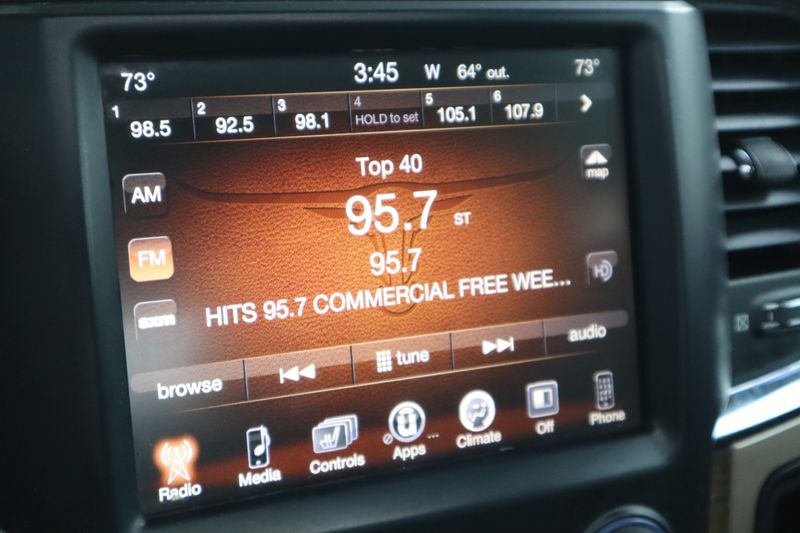 73° 3:45 W 64° out. 73°
1 98.5 2 92.5 3 98.1 4 HOLD to set 5 105.1 6 107.9
Top 40
map
AM
95.7 ST
FM
95.7
HD
HITS 95.7 COMMERCIAL FREE WEE...
sxm
browse tune audio
Radio Media Controls Apps ... Climate Off Phone